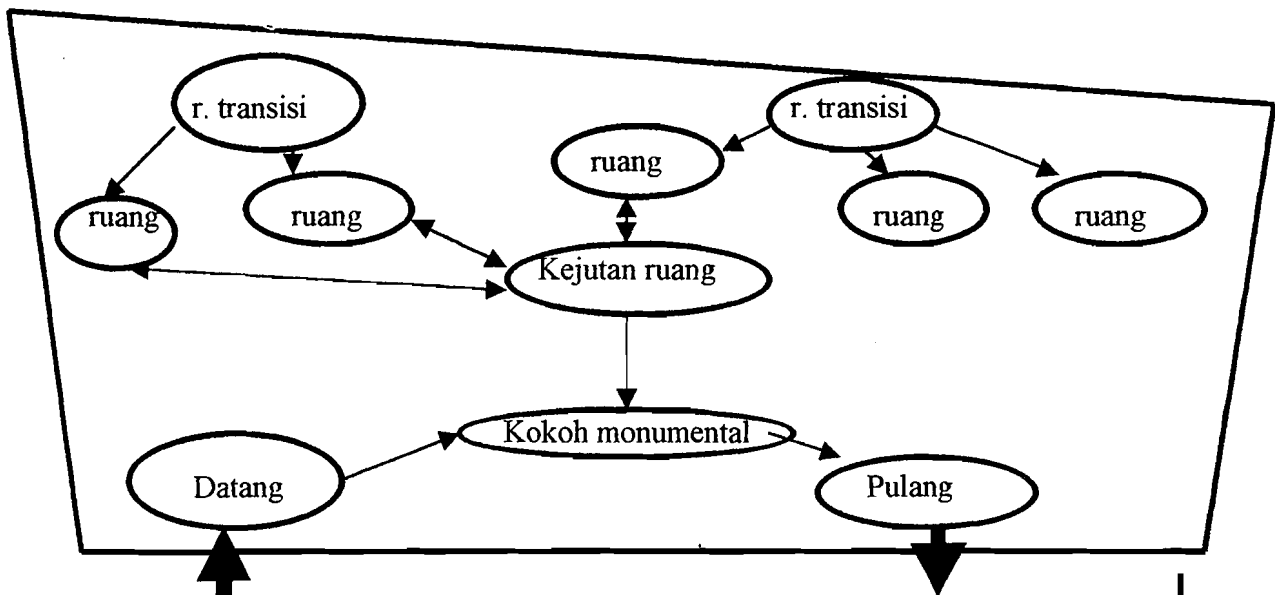 r. transisi
r. transisi
ruang
ruang
ruang
ruang
ruang
Kejutan ruang
Kokoh monumental
Datang
Pulang